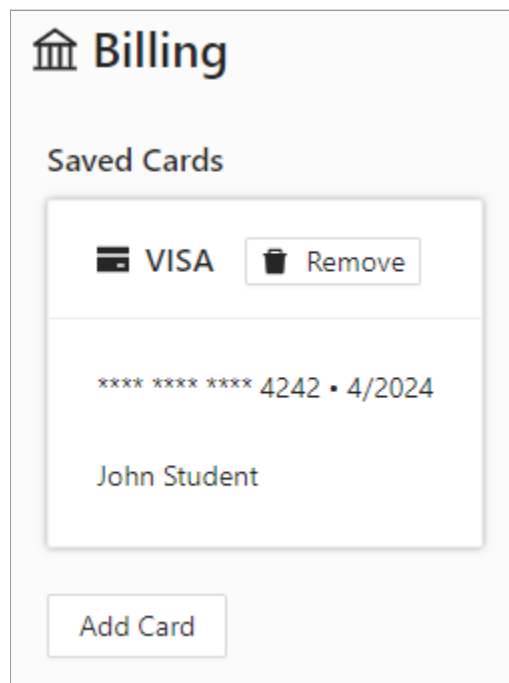 Billing
Saved Cards
VISA Remove
**** **** **** 4242 • 4/2024
John Student
Add Card